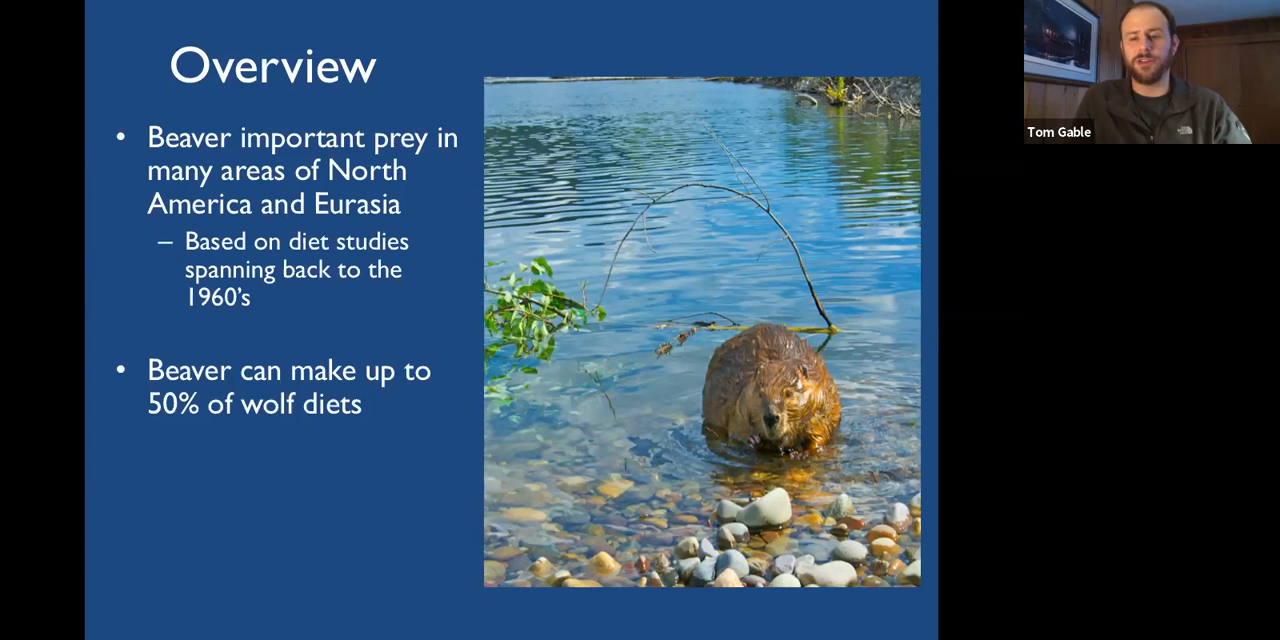 Overview
• Beaver important prey in
many areas of North
America and Eurasia
– Based on diet studies
spanning back to the
1960's
• Beaver can make up to
50% of wolf diets
Tom Gable